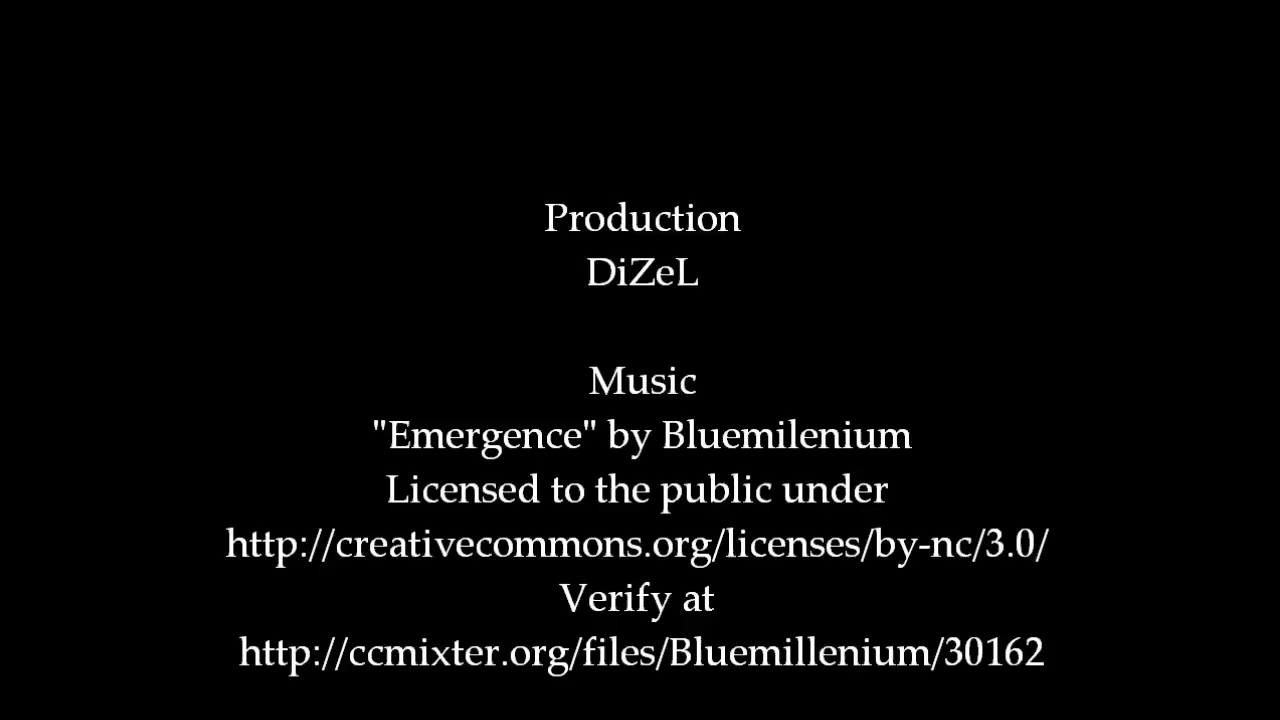 Production
DiZeL
Music
"Emergence" by Bluemilenium
Licensed to the public under
http://creativecommons.org/licenses/by-nc/3.0/
Verify at
http://ccmixter.org/files/Bluemillenium/30162